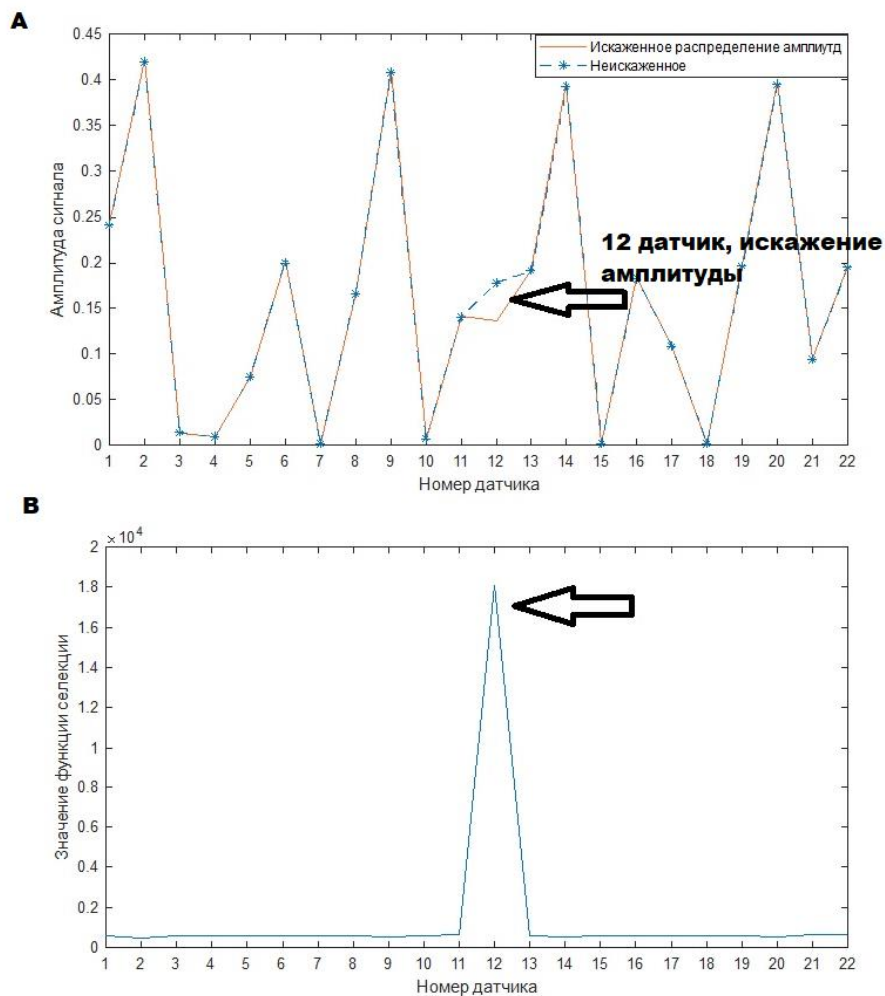 A
0.45
0.4
0.35
0.3
0.25
0.2
0.15
0.1
0.05
0
Амплитуда сигнала
Искаженное распределение амплиутд
Неискаженное
12 датчик, искажение
амплитуды
1 2 3 4 5 6 7 8 9 10 11 12 13 14 15 16 17 18 19 20 21 22
Номер датчика
B
× 10⁴
2
1.8
1.6
1.4
1.2
1
0.8
0.6
0.4
0.2
0
Значение функции селекции
1 2 3 4 5 6 7 8 9 10 11 12 13 14 15 16 17 18 19 20 21 22
Номер датчика